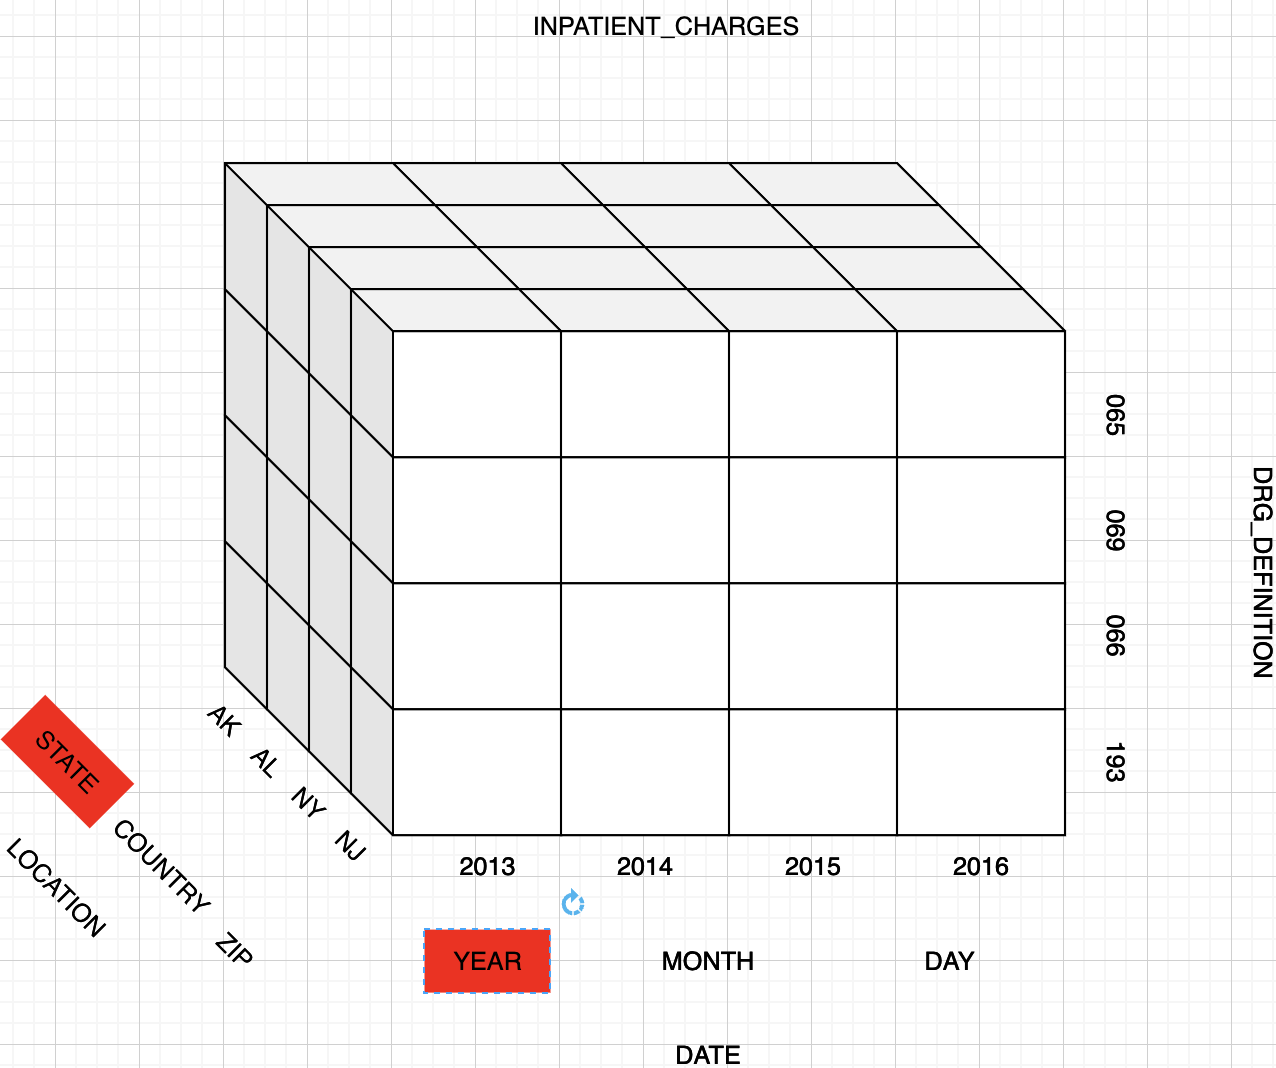 INPATIENT_CHARGES
065
069
066
193
DRG_DEFINITION
AK
AL
NY
NJ
STATE
COUNTRY
ZIP
LOCATION
2013 2014 2015 2016
YEAR MONTH DAY
DATE